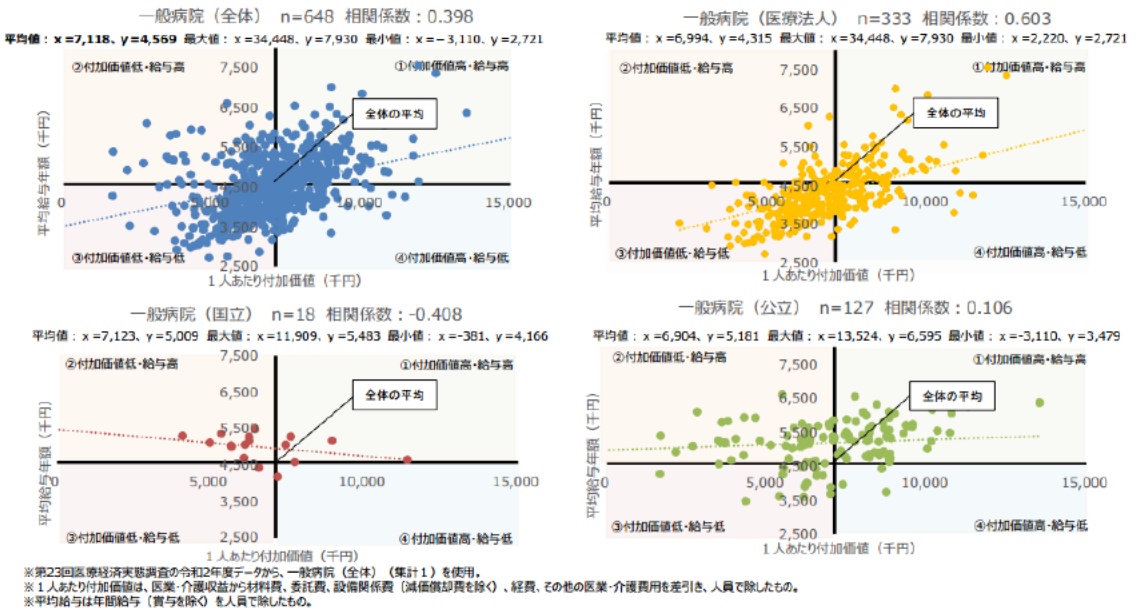 一般病院（全体） n=648 相関係数：0.398
平均値：x=7,118、y=4,569 最大値：x=34,448、y=7,930 最小値：x=−3,110、y=2,721
②付加価値低・給与高
①付加価値高・給与高
7,500
6,500
5,500
4,500
3,500
2,500
全体の平均
0
5,000
10,000
15,000
平均給与年額（千円）
③付加価値低・給与低
④付加価値高・給与低
1人あたり付加価値（千円）
一般病院（医療法人） n=333 相関係数：0.603
平均値：x=6,994、y=4,315 最大値：x=34,448、y=7,930 最小値：x=2,220、y=2,721
②付加価値低・給与高
①付加価値高・給与高
7,500
6,500
5,500
4,500
3,500
2,500
全体の平均
0
5,000
10,000
15,000
平均給与年額（千円）
③付加価値低・給与低
④付加価値高・給与低
1人あたり付加価値（千円）
一般病院（国立） n=18 相関係数：-0.408
平均値：x=7,123、y=5,009 最大値：x=11,909、y=5,483 最小値：x=-381、y=4,166
②付加価値低・給与高
①付加価値高・給与高
7,500
6,500
5,500
4,500
3,500
2,500
全体の平均
0
5,000
10,000
15,000
平均給与年額（千円）
③付加価値低・給与低
④付加価値高・給与低
1人あたり付加価値（千円）
一般病院（公立） n=127 相関係数：0.106
平均値：x=6,904、y=5,181 最大値：x=13,524、y=6,595 最小値：x=-3,110、y=3,479
②付加価値低・給与高
①付加価値高・給与高
7,500
6,500
5,500
4,500
3,500
2,500
全体の平均
0
5,000
10,000
15,000
平均給与年額（千円）
③付加価値低・給与低
④付加価値高・給与低
1人あたり付加価値（千円）
※第23回医療経済実態調査の令和2年度データから、一般病院（全体）（集計1）を使用。
※1人あたり付加価値は、医業・介護収益から材料費、委託費、設備関係費（減価償却費を除く）、経費、その他の医業・介護費用を差引き、人員で除したもの。
※平均給与は年間給与（賞与を除く）を人員で除したもの。